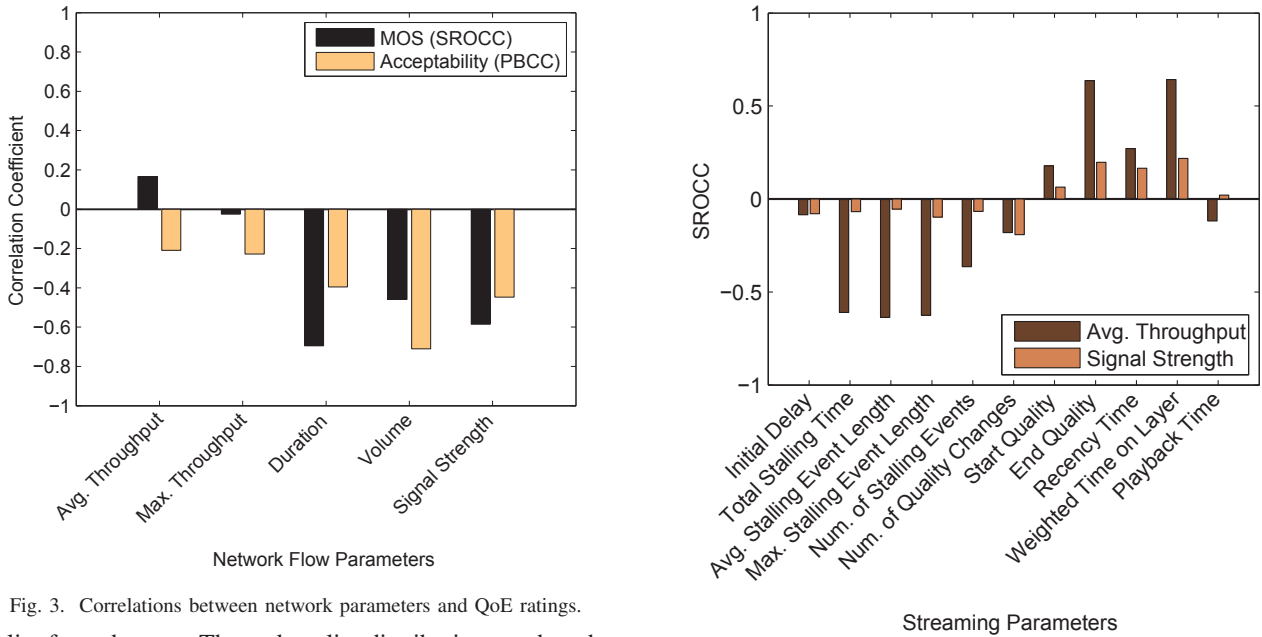 1
0.8
0.6
0.4
0.2
0
−0.2
−0.4
−0.6
−0.8
−1
Correlation Coefficient
MOS (SROCC)
Acceptability (PBCC)
Avg. Throughput
Max. Throughput
Duration
Volume
Signal Strength
Network Flow Parameters
Fig. 3. Correlations between network parameters and QoE ratings.
1
0.5
0
−0.5
−1
SROCC
Avg. Throughput
Signal Strength
Initial Delay
Total Stalling Time
Avg. Stalling Event Length
Max. Stalling Event Length
Num. of Stalling Events
Num. of Quality Changes
Start Quality
End Quality
Recency Time
Weighted Time on Layer
Playback Time
Streaming Parameters